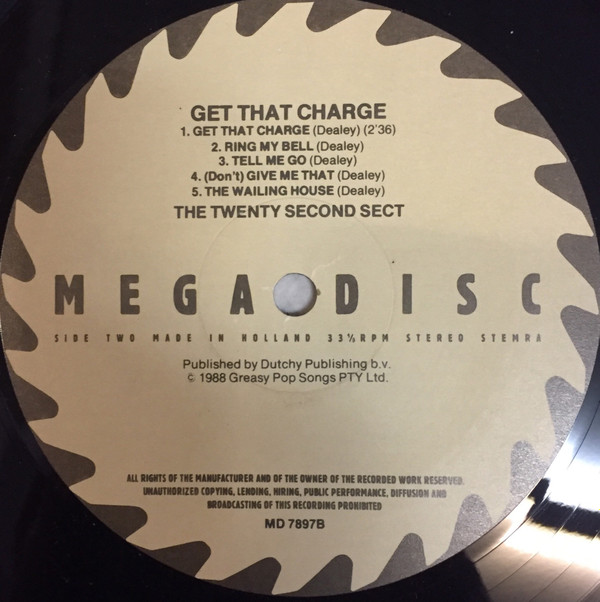 GET THAT CHARGE
1. GET THAT CHARGE (Dealey) (2'36)
2. RING MY BELL (Dealey)
3. TELL ME GO (Dealey)
4. (Don't) GIVE ME THAT (Dealey)
5. THE WAILING HOUSE (Dealey)
THE TWENTY SECOND SECT
MEGADISC
SIDE TWO MADE IN HOLLAND 33⅓RPM STEREO STEMRA
Published by Dutchy Publishing b.v.
© 1988 Greasy Pop Songs PTY Ltd.
ALL RIGHTS OF THE MANUFACTURER AND OF THE OWNER OF THE RECORDED WORK RESERVED.
UNAUTHORIZED COPYING, LENDING, HIRING, PUBLIC PERFORMANCE, DIFFUSION AND
BROADCASTING OF THIS RECORDING PROHIBITED
MD 7897B